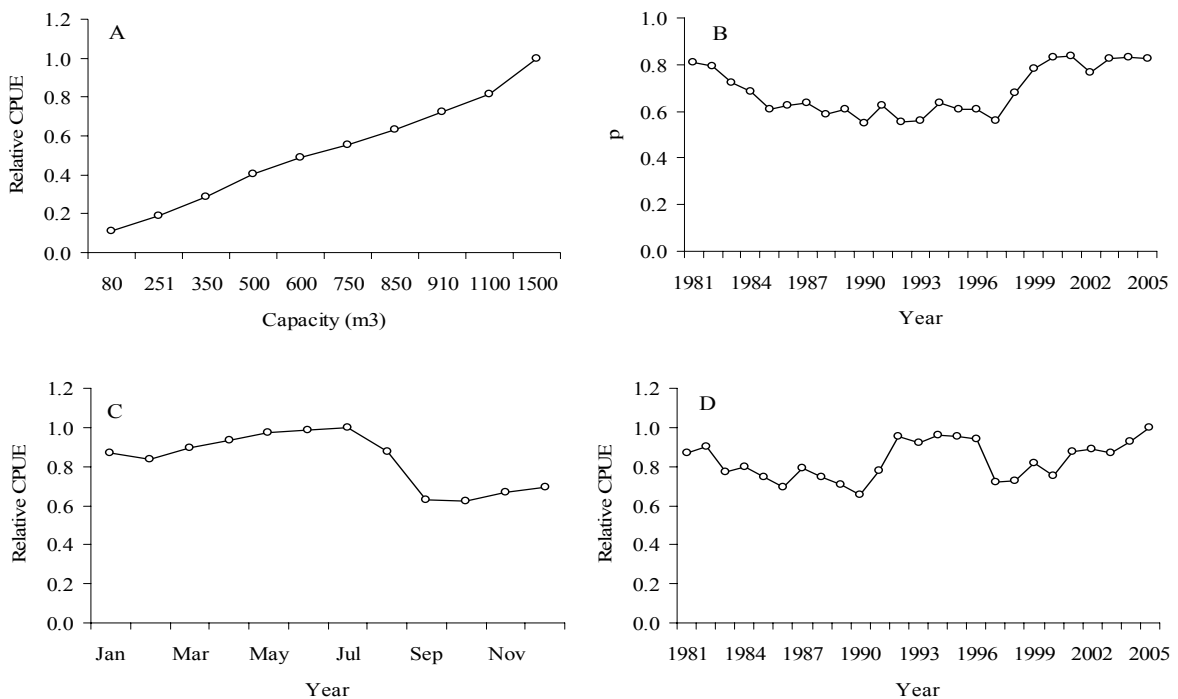 A
Relative CPUE
1.2
1.0
0.8
0.6
0.4
0.2
0.0
80 251 350 500 600 750 850 910 1100 1500
Capacity (m3)
B
p
1.0
0.8
0.6
0.4
0.2
0.0
1981 1984 1987 1990 1993 1996 1999 2002 2005
Year
C
Relative CPUE
1.2
1.0
0.8
0.6
0.4
0.2
0.0
Jan Mar May Jul Sep Nov
Year
D
Relative CPUE
1.2
1.0
0.8
0.6
0.4
0.2
0.0
1981 1984 1987 1990 1993 1996 1999 2002 2005
Year